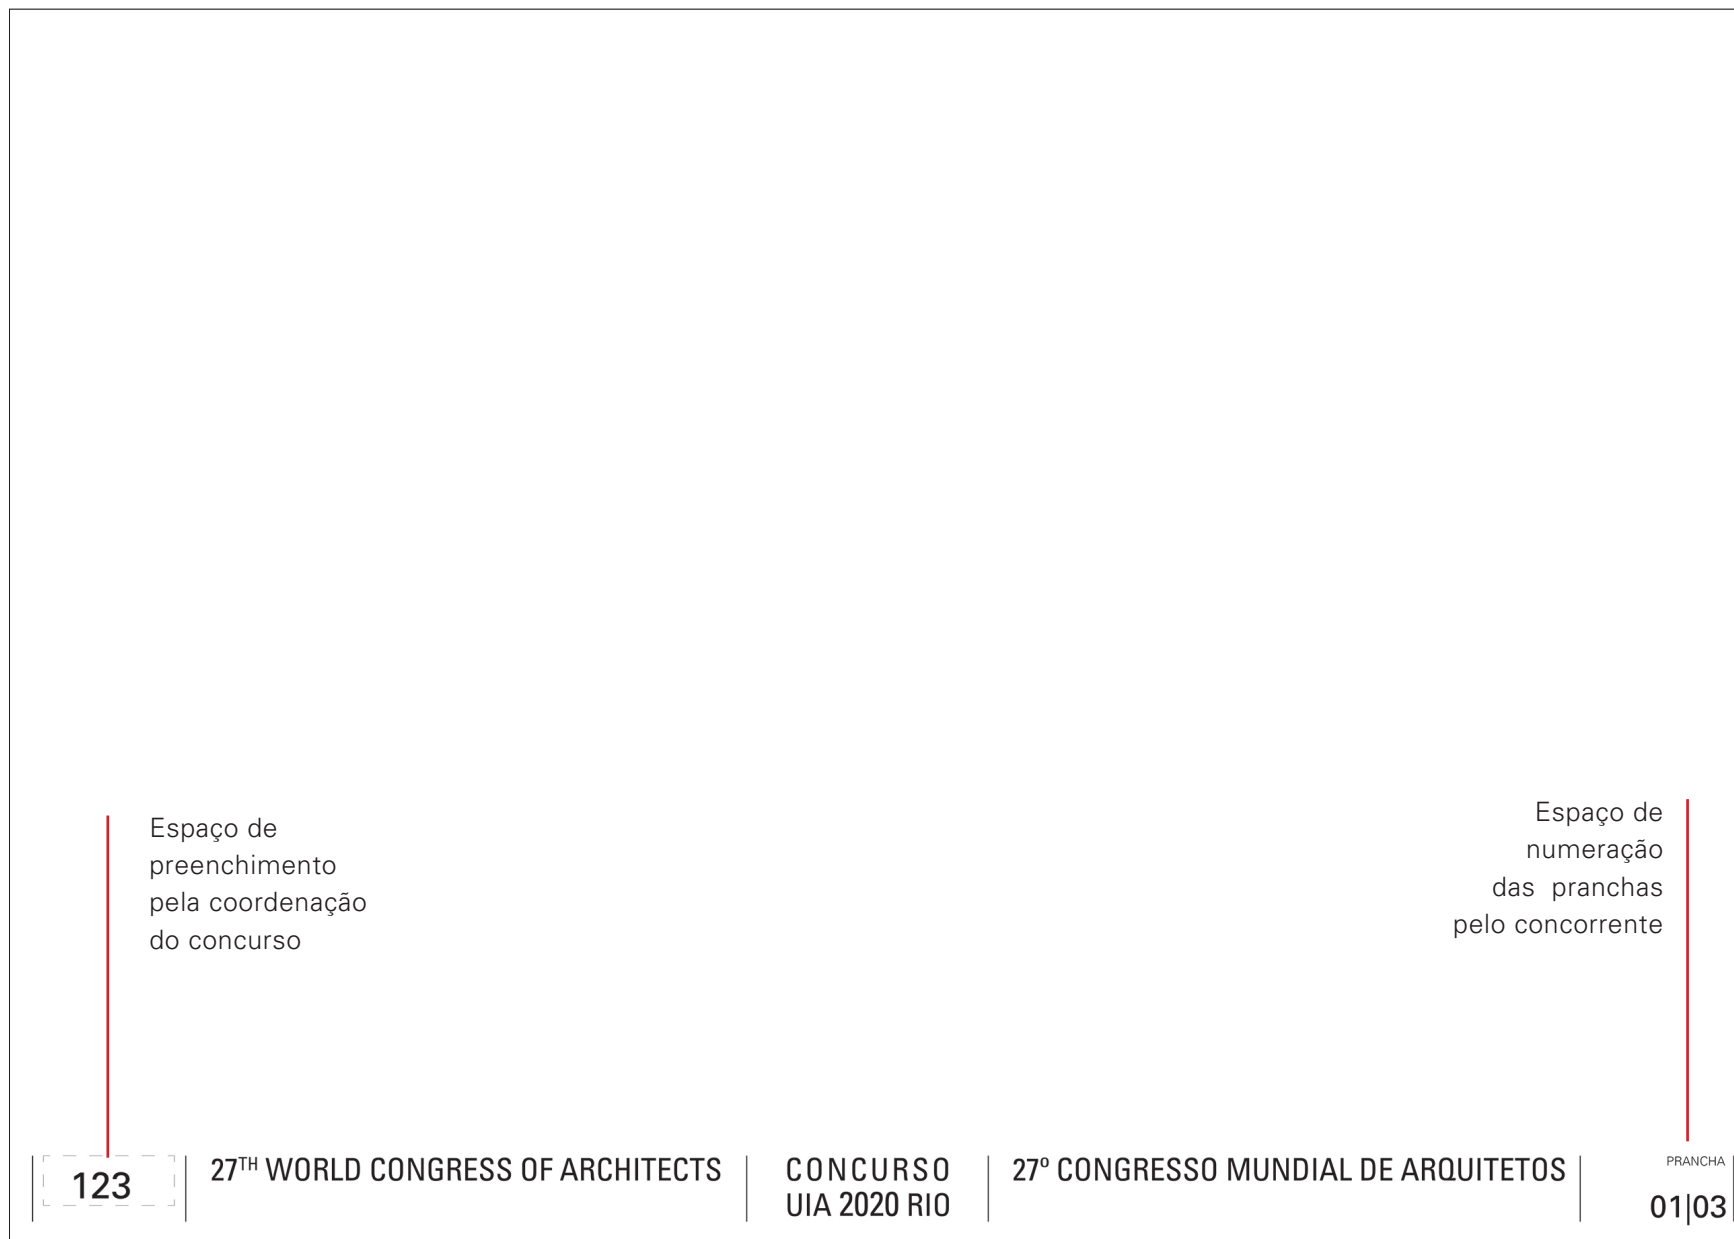 Espaço de
preenchimento
pela coordenação
do concurso
Espaço de
numeração
das pranchas
pelo concorrente
123
27TH WORLD CONGRESS OF ARCHITECTS
CONCURSO
UIA 2020 RIO
27º CONGRESSO MUNDIAL DE ARQUITETOS
PRANCHA
01|03